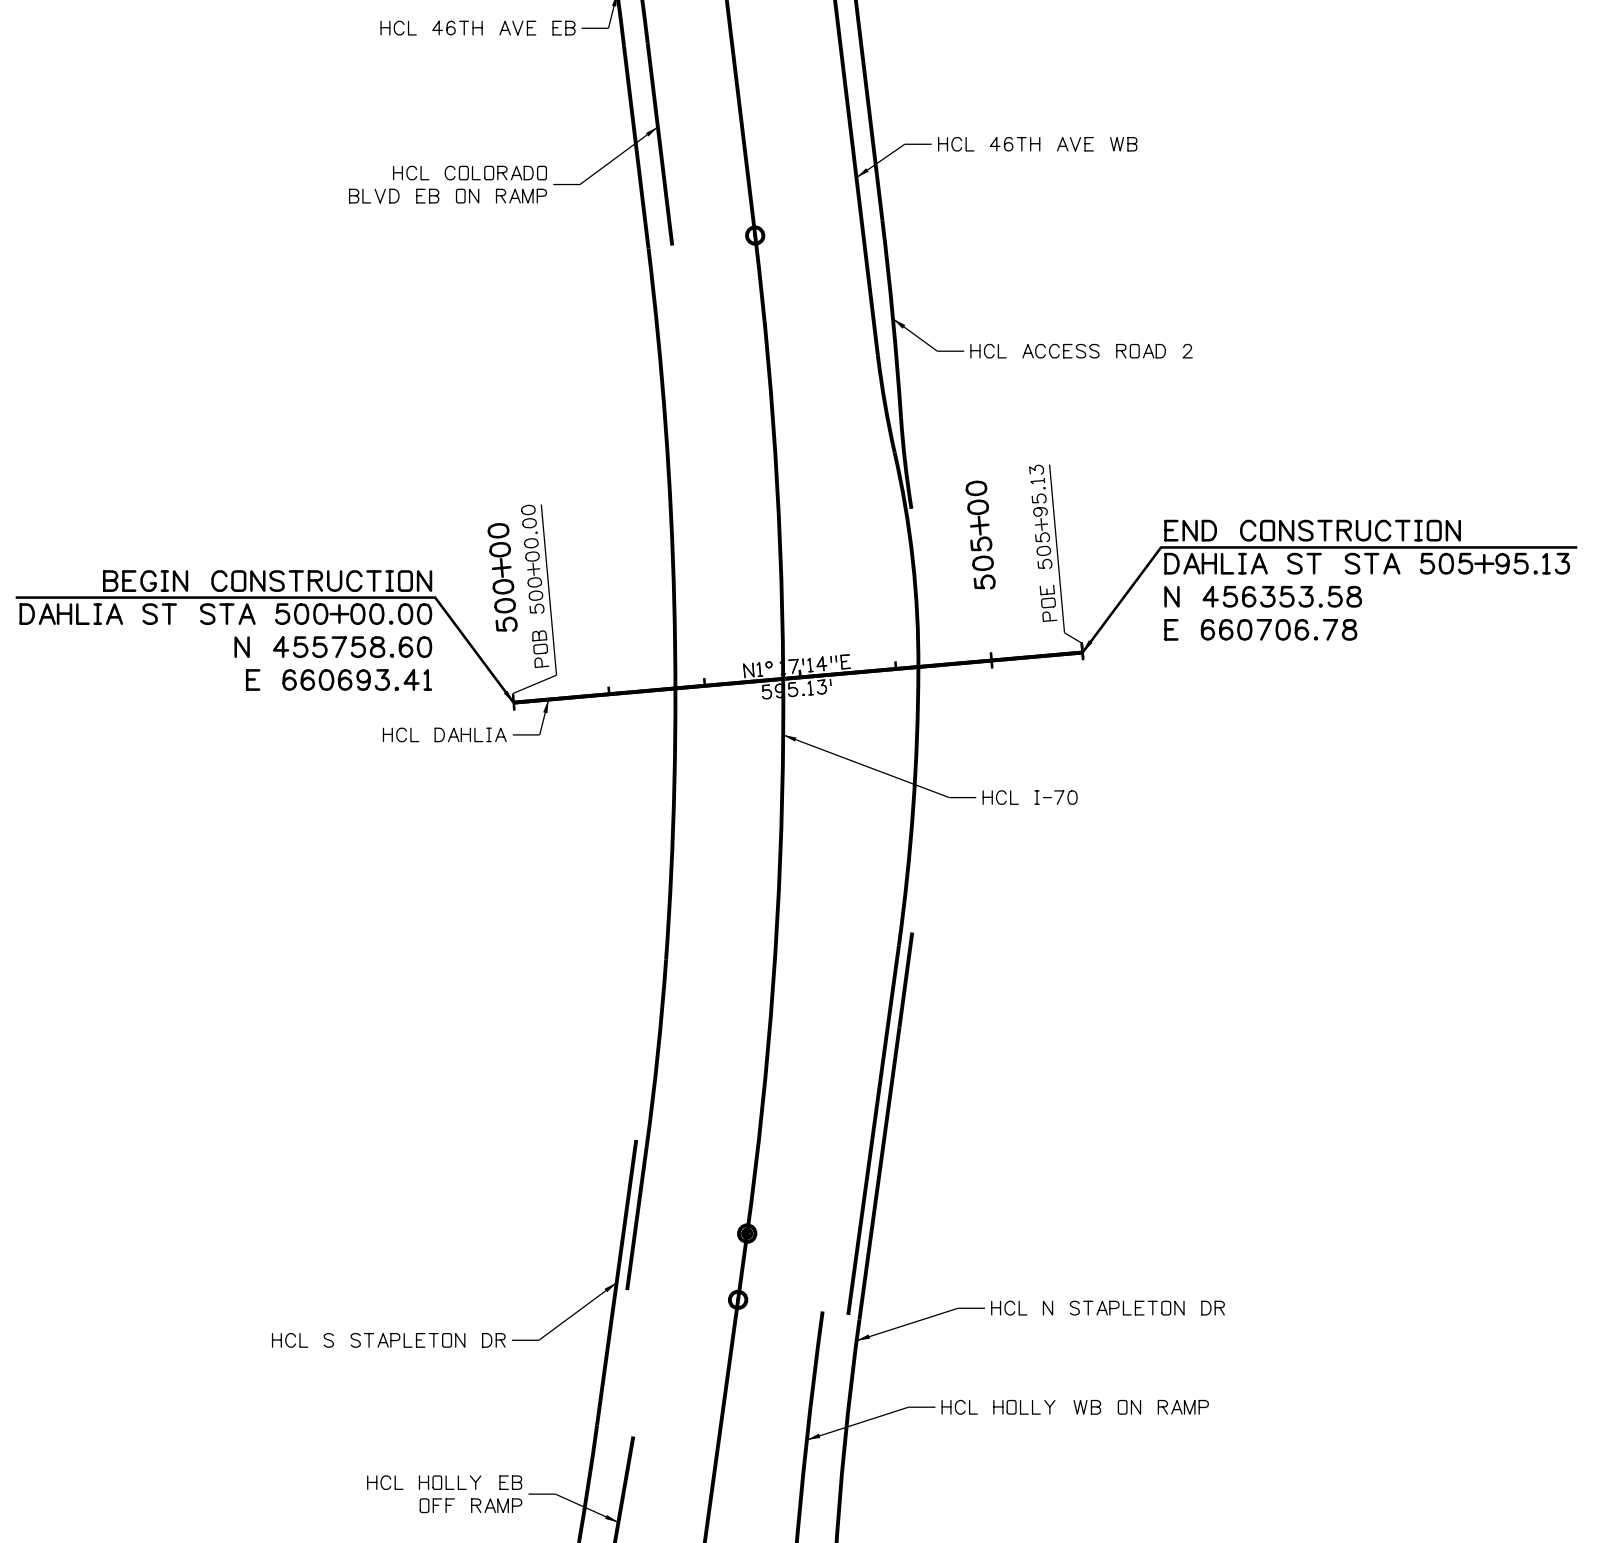 HCL 46TH AVE EB
HCL 46TH AVE WB
HCL COLORADO
BLVD EB ON RAMP
HCL ACCESS ROAD 2
500+00
POB 500+00.00
505+00
POE 505+95.13
BEGIN CONSTRUCTION
DAHLIA ST STA 500+00.00
N 455758.60
E 660693.41
END CONSTRUCTION
DAHLIA ST STA 505+95.13
N 456353.58
E 660706.78
N1°17'14"E
595.13'
HCL DAHLIA
HCL I-70
HCL S STAPLETON DR
HCL N STAPLETON DR
HCL HOLLY WB ON RAMP
HCL HOLLY EB
OFF RAMP